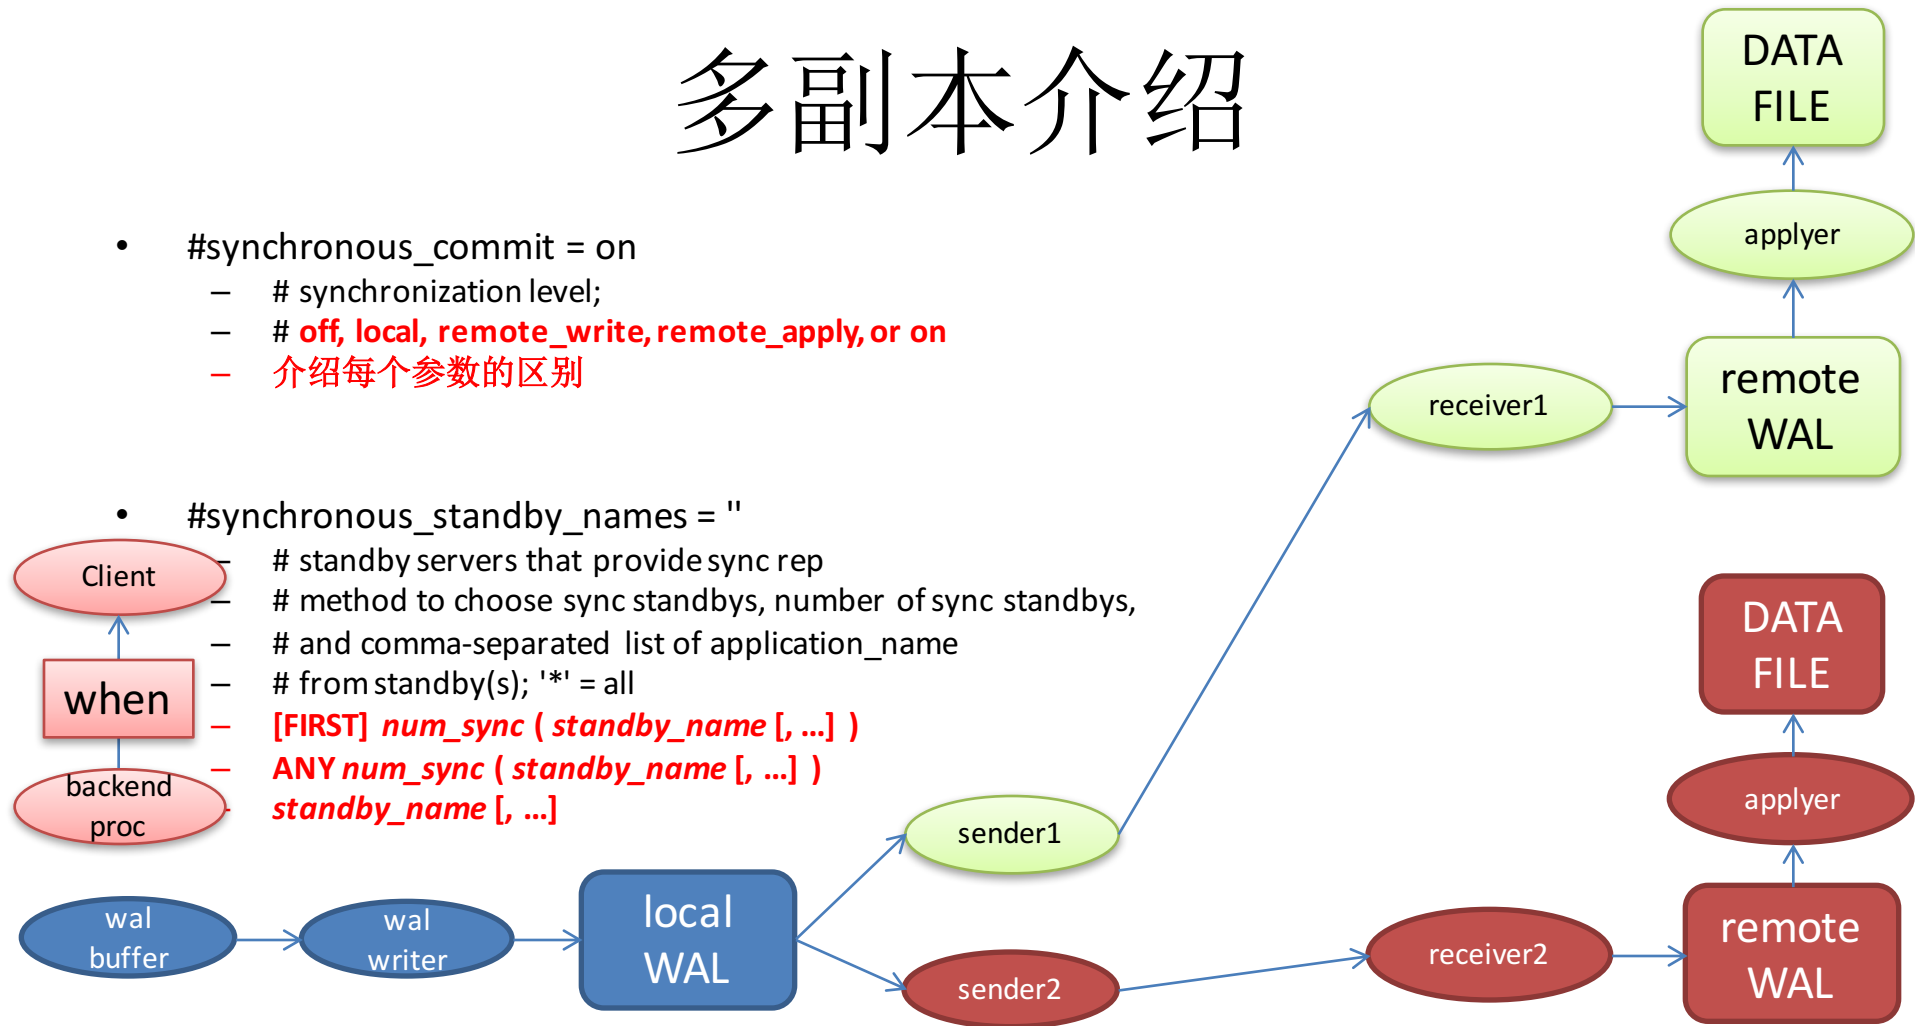 多副本介绍
• #synchronous_commit = on
– # synchronization level;
– # off, local, remote_write, remote_apply, or on
– 介绍每个参数的区别
• #synchronous_standby_names = ''
– # standby servers that provide sync rep
– # method to choose sync standbys, number of sync standbys,
– # and comma-separated list of application_name
– # from standby(s); '*' = all
– [FIRST] num_sync ( standby_name [, ...] )
– ANY num_sync ( standby_name [, ...] )
– standby_name [, ...]
Client
when
backend
proc
wal
buffer
wal
writer
local
WAL
sender1
sender2
receiver1
remote
WAL
applyer
DATA
FILE
receiver2
remote
WAL
applyer
DATA
FILE